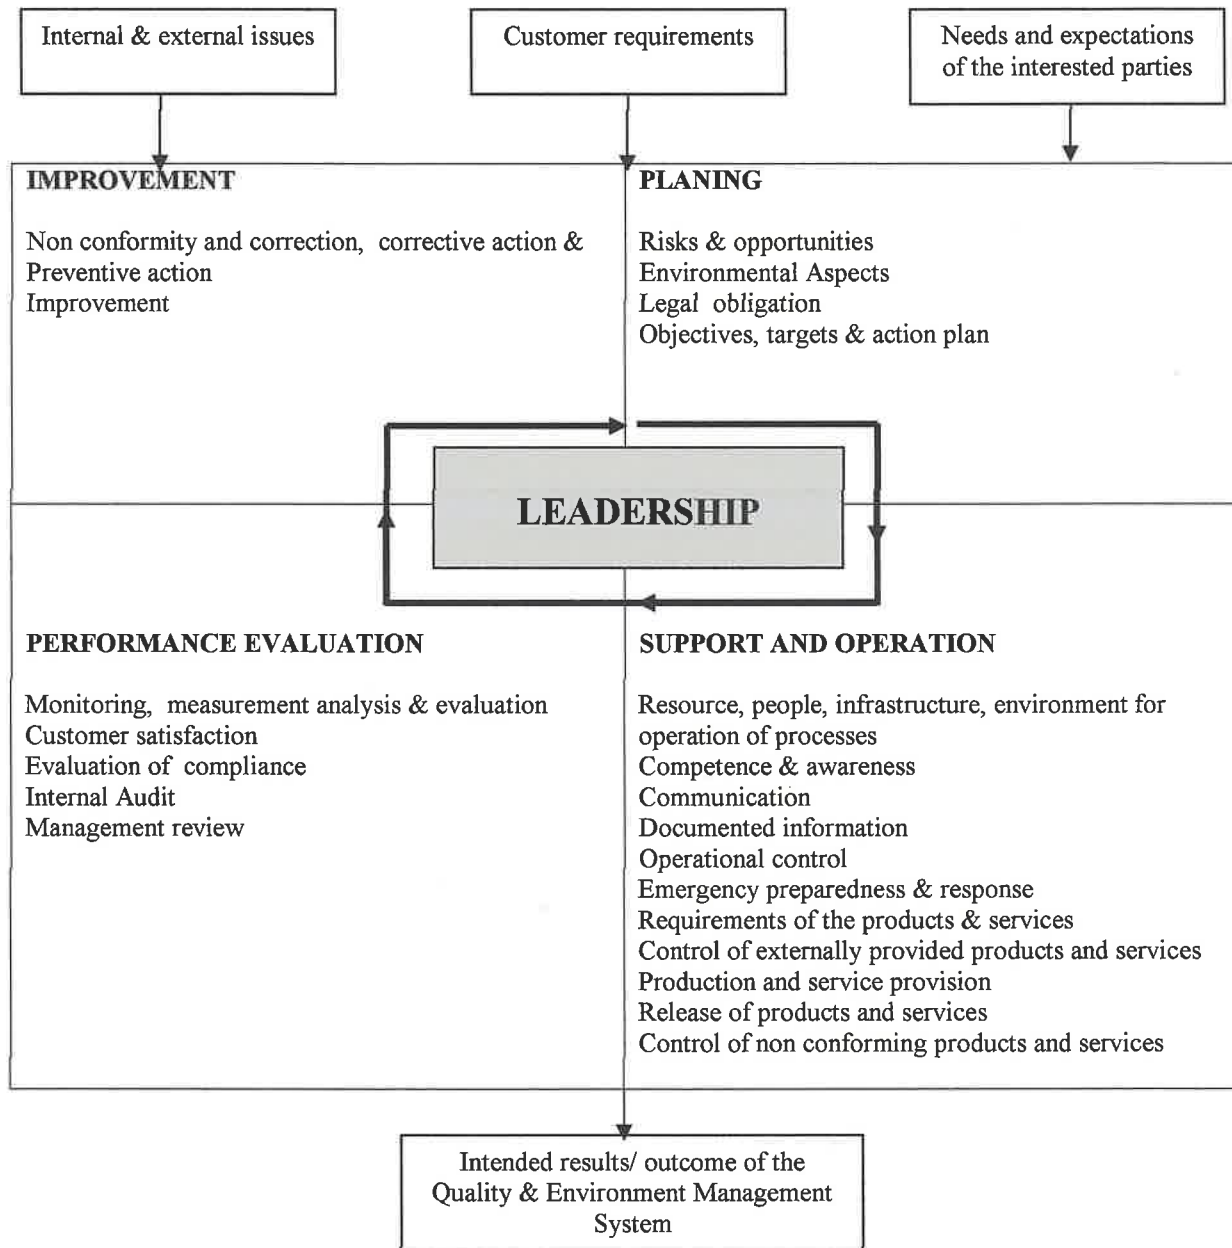 Internal & external issues
Customer requirements
Needs and expectations
of the interested parties
IMPROVEMENT
Non conformity and correction, corrective action &
Preventive action
Improvement
PLANING
Risks & opportunities
Environmental Aspects
Legal obligation
Objectives, targets & action plan
LEADERSHIP
PERFORMANCE EVALUATION
Monitoring, measurement analysis & evaluation
Customer satisfaction
Evaluation of compliance
Internal Audit
Management review
SUPPORT AND OPERATION
Resource, people, infrastructure, environment for
operation of processes
Competence & awareness
Communication
Documented information
Operational control
Emergency preparedness & response
Requirements of the products & services
Control of externally provided products and services
Production and service provision
Release of products and services
Control of non conforming products and services
Intended results/ outcome of the
Quality & Environment Management
System